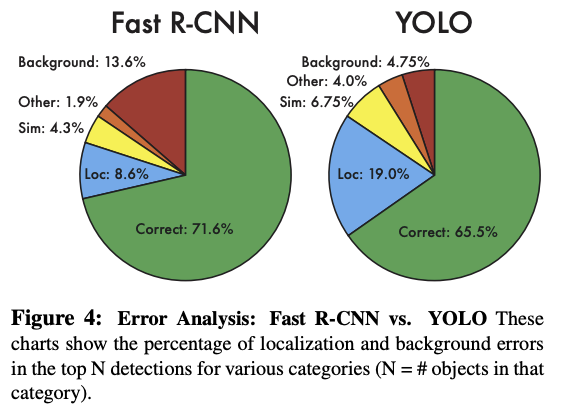 Fast R-CNN
YOLO
Background: 13.6%
Other: 1.9%
Sim: 4.3%
Loc: 8.6%
Correct: 71.6%
Background: 4.75%
Other: 4.0%
Sim: 6.75%
Loc: 19.0%
Correct: 65.5%
Figure 4: Error Analysis: Fast R-CNN vs. YOLO These
charts show the percentage of localization and background errors
in the top N detections for various categories (N = # objects in that
category).